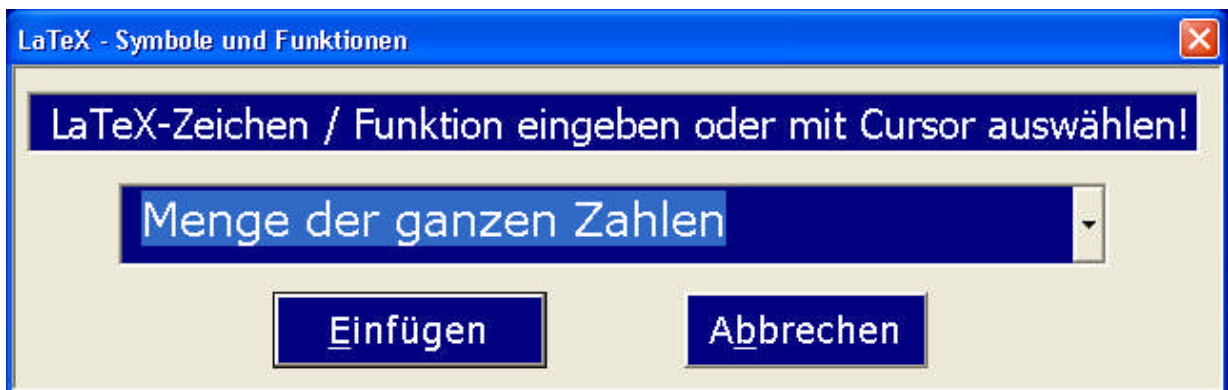 LaTeX - Symbole und Funktionen
LaTeX-Zeichen / Funktion eingeben oder mit Cursor auswählen!
Menge der ganzen Zahlen
Einfügen Abbrechen